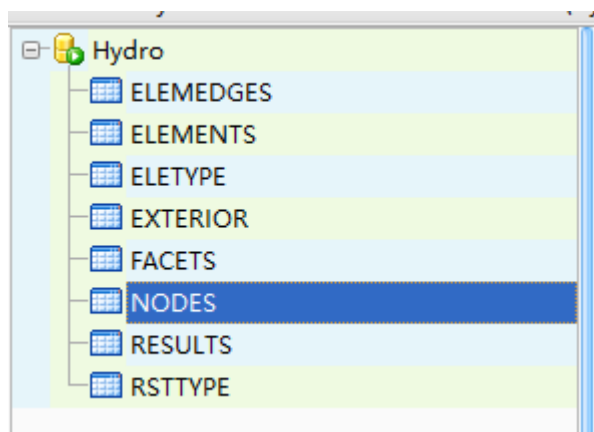 Hydro
ELEMEDGES
ELEMENTS
ELETYPE
EXTERIOR
FACETS
NODES
RESULTS
RSTTYPE